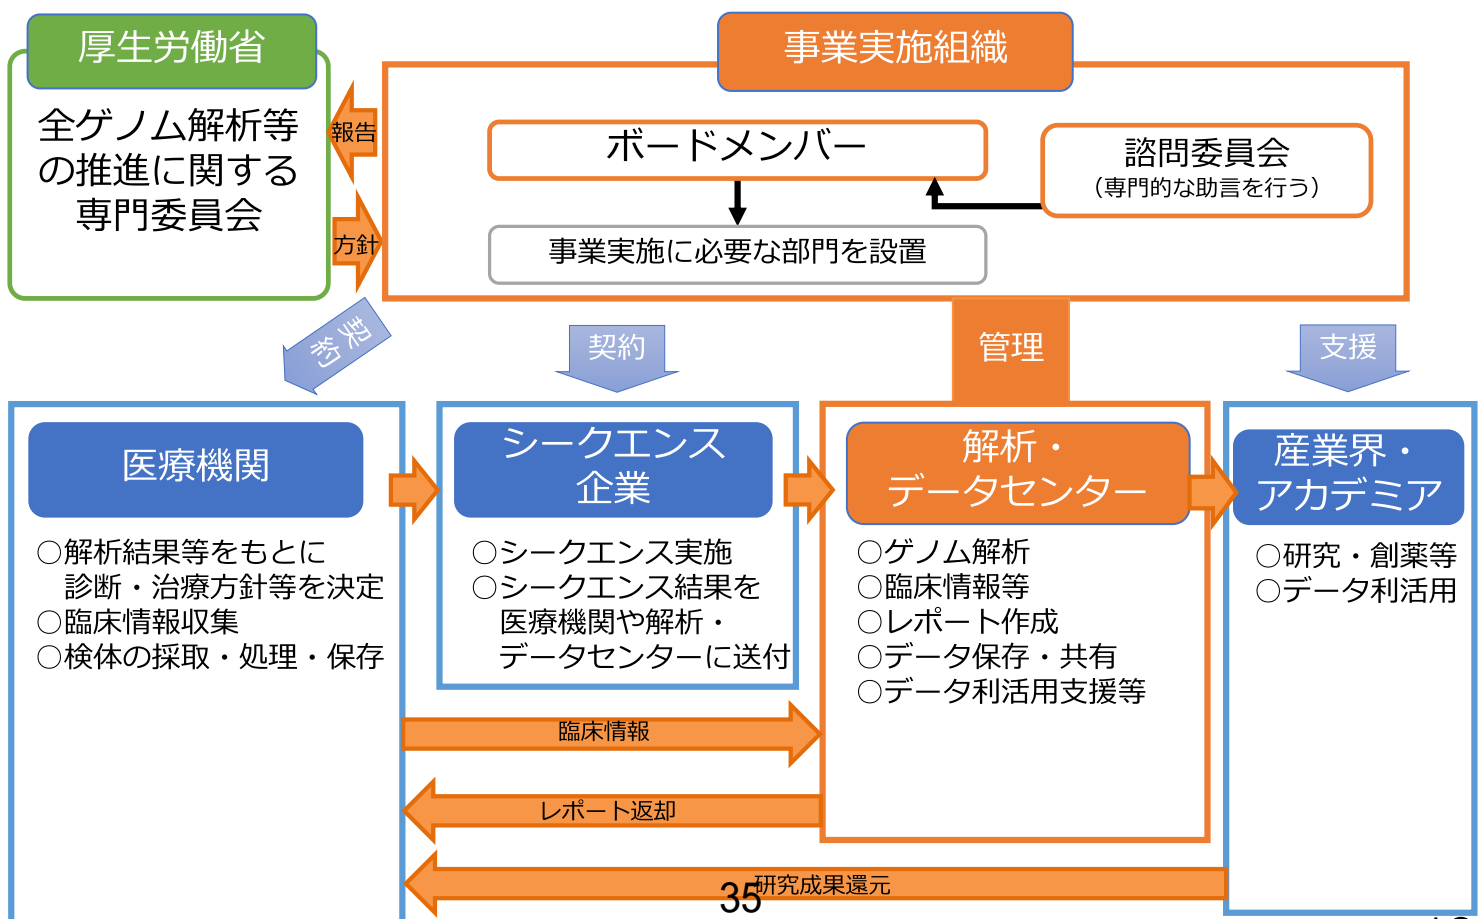 厚生労働省
全ゲノム解析等
の推進に関する
専門委員会
報告
方針
事業実施組織
ボードメンバー
諮問委員会
（専門的な助言を行う）
事業実施に必要な部門を設置
契約
契約
管理
支援
医療機関
○解析結果等をもとに
診断・治療方針等を決定
○臨床情報収集
○検体の採取・処理・保存
シークエンス
企業
○シークエンス実施
○シークエンス結果を
医療機関や解析・
データセンターに送付
解析・
データセンター
○ゲノム解析
○臨床情報等
○レポート作成
○データ保存・共有
○データ利活用支援等
産業界・
アカデミア
○研究・創薬等
○データ利活用
臨床情報
レポート返却
研究成果還元
35